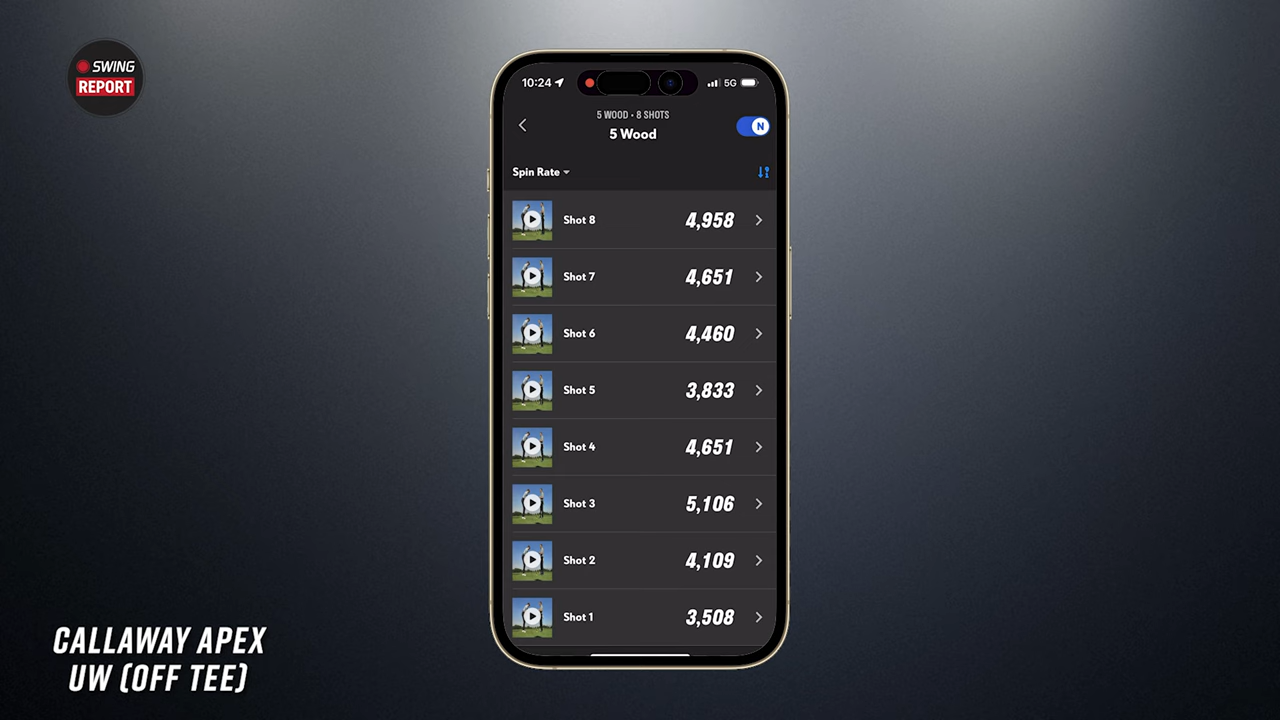 SWING
REPORT
10:24
5G
5 WOOD • 8 SHOTS
5 Wood
N
Spin Rate
Shot 8 4,958
Shot 7 4,651
Shot 6 4,460
Shot 5 3,833
Shot 4 4,651
Shot 3 5,106
Shot 2 4,109
Shot 1 3,508
CALLAWAY APEX
UW (OFF TEE)